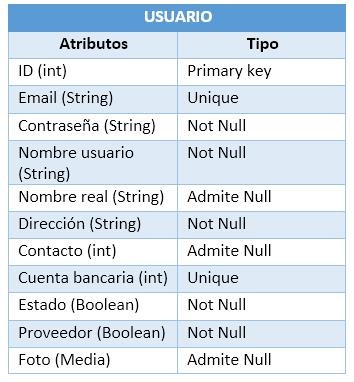 USUARIO
Atributos Tipo
ID (int) Primary key
Email (String) Unique
Contraseña (String) Not Null
Nombre usuario Not Null
(String)
Nombre real (String) Admite Null
Dirección (String) Not Null
Contacto (int) Admite Null
Cuenta bancaria (int) Unique
Estado (Boolean) Not Null
Proveedor (Boolean) Not Null
Foto (Media) Admite Null